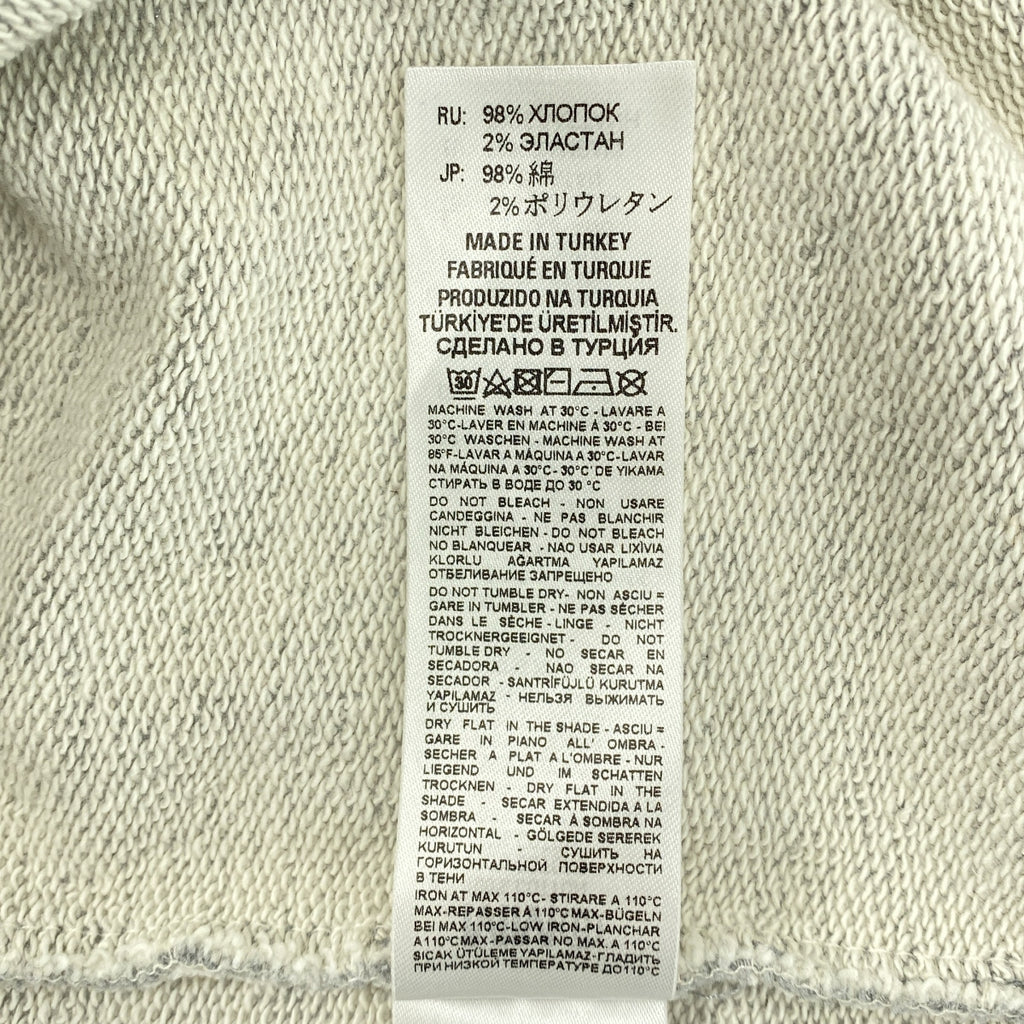 RU: 98% ХЛОПОК
2% ЭЛАСТАН
JP: 98% 綿
2% ポリウレタン
MADE IN TURKEY
FABRIQUÉ EN TURQUIE
PRODUZIDO NA TURQUIA
TÜRKİYE'DE ÜRETİLMİŞTİR.
СДЕЛАНО В ТУРЦИЯ
30
MACHINE WASH AT 30°C - LAVARE A
30°C-LAVER EN MACHINE Á 30°C - BEI
30°C WASCHEN - MACHINE WASH AT
85°F-LAVAR A MÁQUINA A 30°C-LAVAR
NA MÁQUINA A 30°C- 30°C' DE YIKAMA
СТИРАТЬ В ВОДЕ ДО 30 °C
DO NOT BLEACH - NON USARE
CANDEGGINA - NE PAS BLANCHIR
NICHT BLEICHEN - DO NOT BLEACH
NO BLANQUEAR - NAO USAR LIXİVIA
KLORLU AĞARTMA YAPILAMAZ
ОТБЕЛИВАНИЕ ЗАПРЕЩЕНО
DO NOT TUMBLE DRY- NON ASCIU =
GARE IN TUMBLER - NE PAS SÉCHER
DANS LE SÈCHE - LINGE - NICHT
TROCKNERGEEIGNET - DO NOT
TUMBLE DRY - NO SECAR EN
SECADORA - NAO SECAR NA
SECADOR - SANTRİFÜJLÜ KURUTMA
YAPILAMAZ - НЕЛЬЗЯ ВЫЖИМАТЬ
И СУШИТЬ
DRY FLAT IN THE SHADE - ASCIU =
GARE IN PIANO ALL' OMBRA -
SECHER A PLAT A L'OMBRE - NUR
LIEGEND UND IM SCHATTEN
TROCKNEN - DRY FLAT IN THE
SHADE - SECAR EXTENDIDA A LA
SOMBRA - SECAR Á SOMBRA NA
HORIZONTAL - GÖLGEDE SEREREK
KURUTUN - СУШИТЬ НА
ГОРИЗОНТАЛЬНОЙ ПОВЕРХНОСТИ
В ТЕНИ
IRON AT MAX 110°C- STIRARE A 110°C
MAX-REPASSER Á 110°C MAX-BÜGELN
BEI MAX 110°C-LOW IRON-PLANCHAR
A 110°C MAX-PASSAR NO MAX. A 110°C
SICAK ÜTÜLEME YAPILAMAZ-ГЛАДИТЬ
ПРИ НИЗКОЙ ТЕМПЕРАТУРЕ ДО 110°C